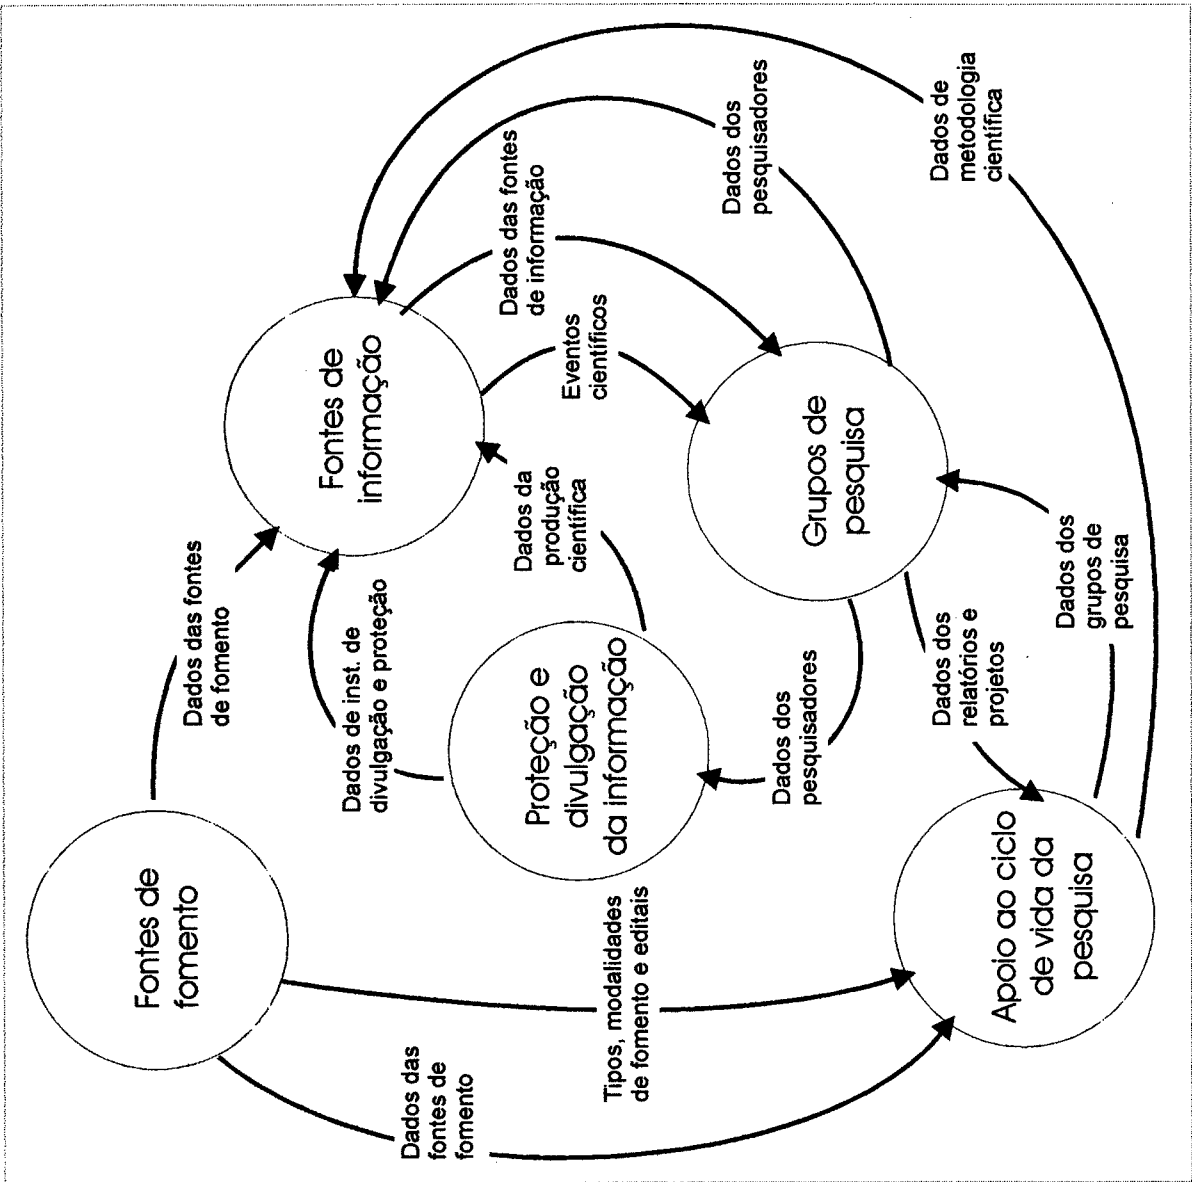 Fontes de
fomento
Dados das fontes
de fomento
Fontes de
informação
Dados de inst. de
divulgação e proteção
Dados das
fontes de
fomento
Dados das fontes
de informação
Dados da
produção
científica
Proteção e
divulgação
da informação
Eventos
científicos
Tipos, modalidades
de fomento e editais
Dados dos
pesquisadores
Dados dos
pesquisadores
Grupos de
pesquisa
Dados dos
relatórios e
projetos
Dados de
metodologia
científica
Apoio ao ciclo
de vida da
pesquisa
Dados dos
grupos de
pesquisa